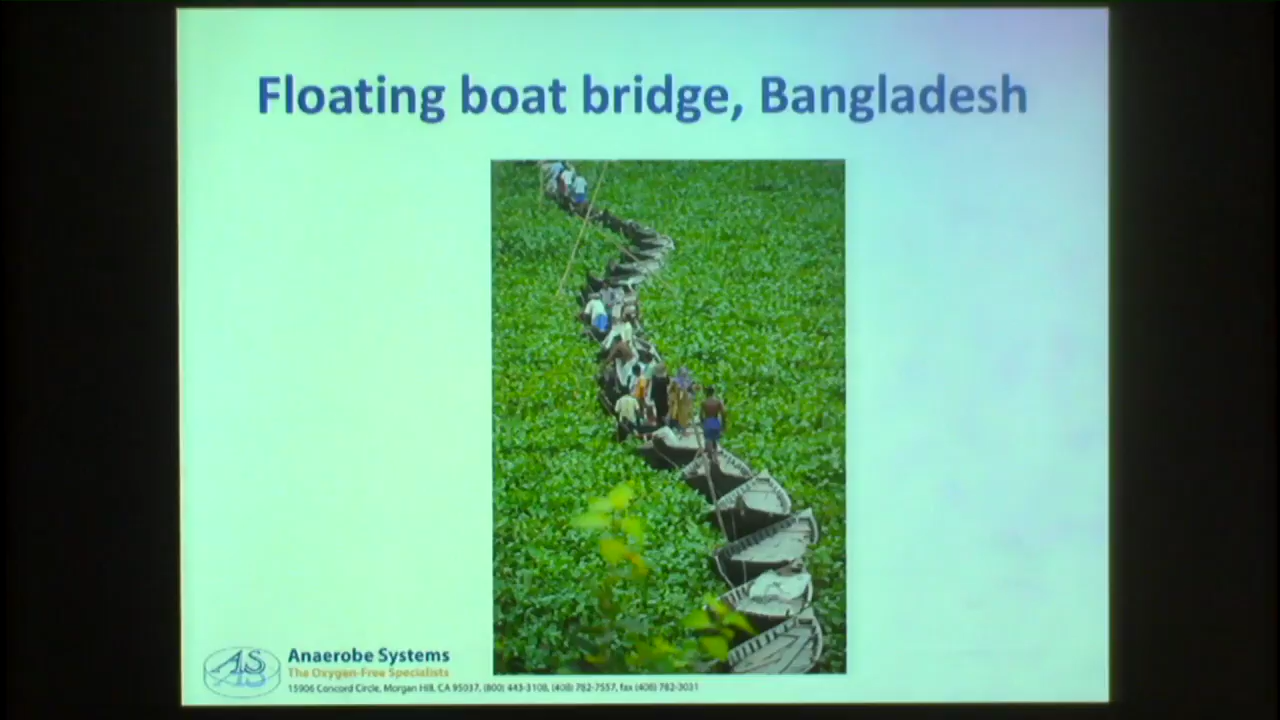 Floating boat bridge, Bangladesh
AS
Anaerobe Systems
The Oxygen-Free Specialists
15906 Concord Circle, Morgan Hill, CA 95037, (800) 443-3108, (408) 782-7557, fax (408) 782-3031